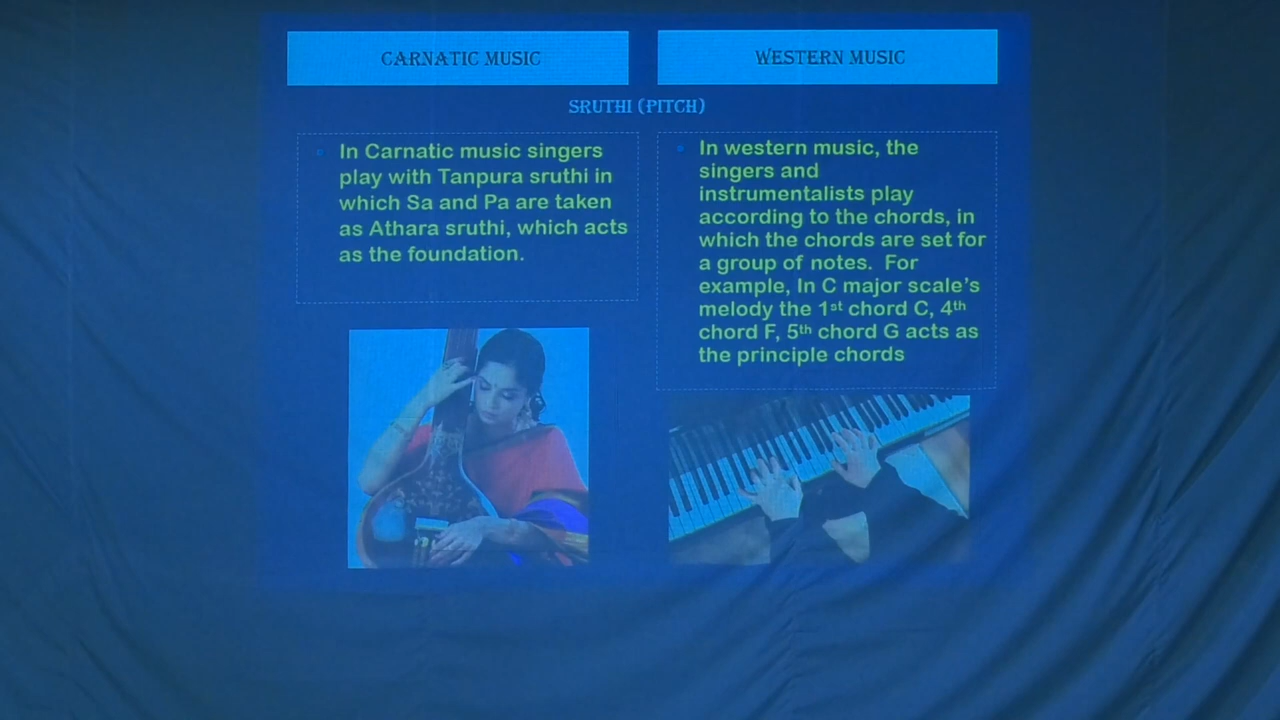 CARNATIC MUSIC
WESTERN MUSIC
SRUTHI (PITCH)
In Carnatic music singers
play with Tanpura sruthi in
which Sa and Pa are taken
as Athara sruthi, which acts
as the foundation.
In western music, the
singers and
instrumentalists play
according to the chords, in
which the chords are set for
a group of notes. For
example, In C major scale's
melody the 1st chord C, 4th
chord F, 5th chord G acts as
the principle chords